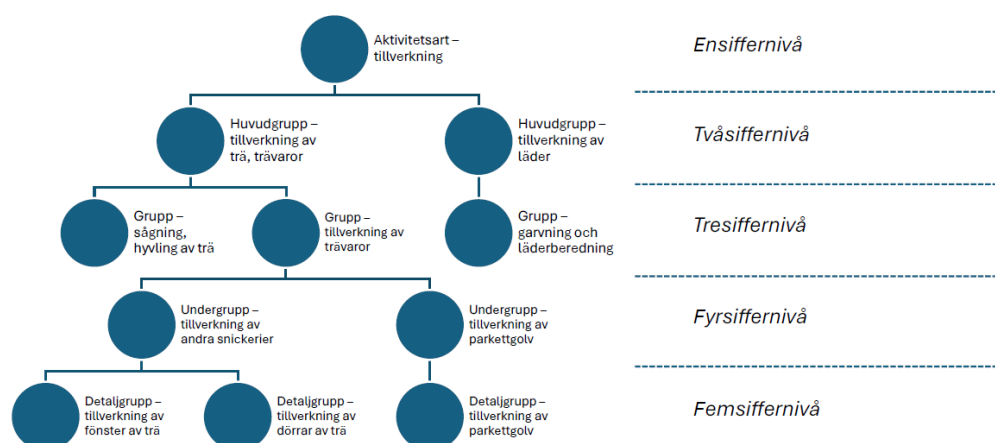 Aktivitetsart –
tillverkning
Ensiffernivå
Huvudgrupp –
tillverkning av
trä, trävaror
Huvudgrupp –
tillverkning av
läder
Tvåsiffernivå
Grupp –
sågning,
hyvling av trä
Grupp –
tillverkning av
trävaror
Grupp –
garvning och
läderberedning
Tresiffernivå
Undergrupp –
tillverkning av
andra snickerier
Undergrupp –
tillverkning av
parkettgolv
Fyrsiffernivå
Detaljgrupp –
tillverkning av
fönster av trä
Detaljgrupp –
tillverkning av
dörrar av trä
Detaljgrupp –
tillverkning av
parkettgolv
Femsiffernivå